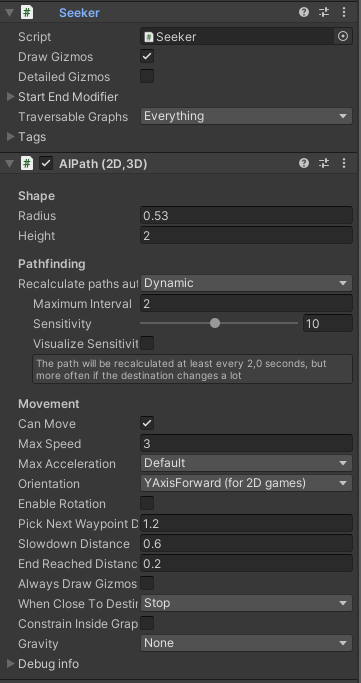 Seeker
Script
Seeker
Draw Gizmos
Detailed Gizmos
Start End Modifier
Traversable Graphs
Everything
Tags
AIPath (2D,3D)
Shape
Radius
0.53
Height
2
Pathfinding
Recalculate paths aut
Dynamic
Maximum Interval
2
Sensitivity
10
Visualize Sensitivit
The path will be recalculated at least every 2,0 seconds, but
more often if the destination changes a lot
Movement
Can Move
Max Speed
3
Max Acceleration
Default
Orientation
YAxisForward (for 2D games)
Enable Rotation
Pick Next Waypoint D
1.2
Slowdown Distance
0.6
End Reached Distanc
0.2
Always Draw Gizmos
When Close To Destir
Stop
Constrain Inside Grap
Gravity
None
Debug info